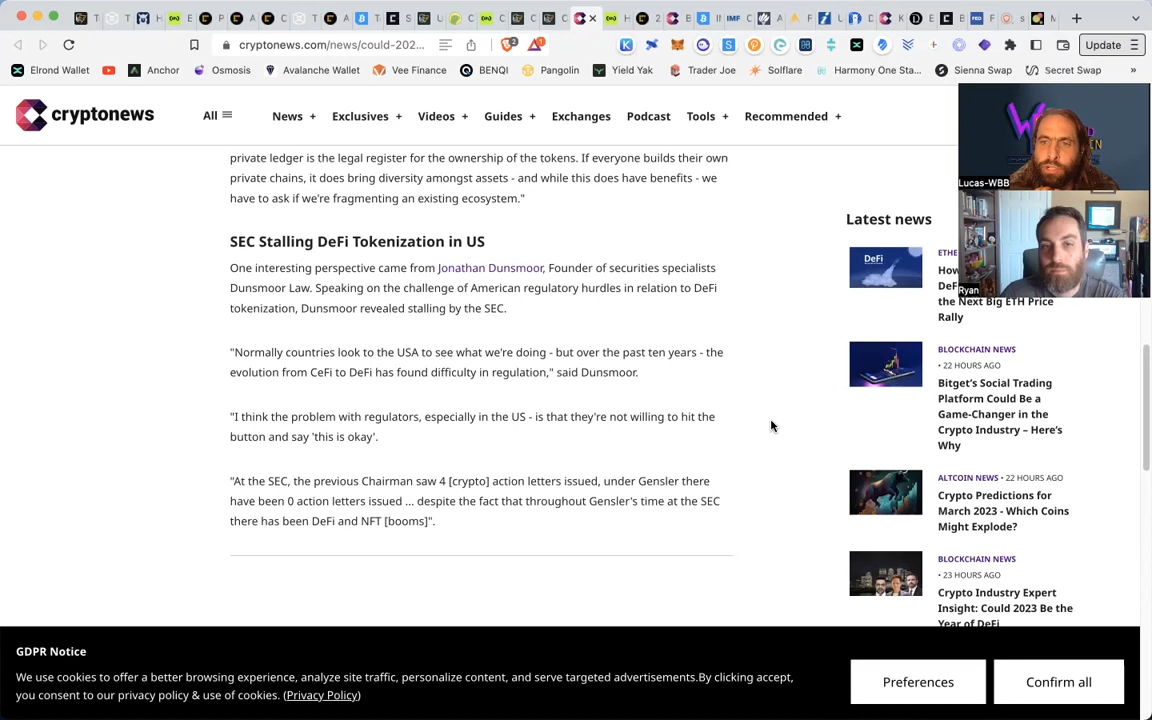 cryptonews.com/news/could-202...
2
1
Update
Elrond Wallet
Anchor
Osmosis
Avalanche Wallet
Vee Finance
BENQI
Pangolin
Yield Yak
Trader Joe
Solflare
Harmony One Sta...
Sienna Swap
Secret Swap
»
cryptonews
All
News +
Exclusives +
Videos +
Guides +
Exchanges
Podcast
Tools +
Recommended +
Lucas-WBB
Ryan
private ledger is the legal register for the ownership of the tokens. If everyone builds their own
private chains, it does bring diversity amongst assets - and while this does have benefits - we
have to ask if we're fragmenting an existing ecosystem."
SEC Stalling DeFi Tokenization in US
One interesting perspective came from Jonathan Dunsmoor, Founder of securities specialists
Dunsmoor Law. Speaking on the challenge of American regulatory hurdles in relation to DeFi
tokenization, Dunsmoor revealed stalling by the SEC.
"Normally countries look to the USA to see what we're doing - but over the past ten years - the
evolution from CeFi to DeFi has found difficulty in regulation," said Dunsmoor.
"I think the problem with regulators, especially in the US - is that they're not willing to hit the
button and say 'this is okay'.
"At the SEC, the previous Chairman saw 4 [crypto] action letters issued, under Gensler there
have been 0 action letters issued ... despite the fact that throughout Gensler's time at the SEC
there has been DeFi and NFT [booms]".
Latest news
DeFi
ETHE
How
DeF
the Next Big ETH Price
Rally
BLOCKCHAIN NEWS
• 22 HOURS AGO
Bitget's Social Trading
Platform Could Be a
Game-Changer in the
Crypto Industry – Here's
Why
ALTCOIN NEWS • 22 HOURS AGO
Crypto Predictions for
March 2023 - Which Coins
Might Explode?
BLOCKCHAIN NEWS
• 23 HOURS AGO
Crypto Industry Expert
Insight: Could 2023 Be the
Year of DeFi
GDPR Notice
We use cookies to offer a better browsing experience, analyze site traffic, personalize content, and serve targeted advertisements.By clicking accept,
you consent to our privacy policy & use of cookies. (Privacy Policy)
Preferences
Confirm all